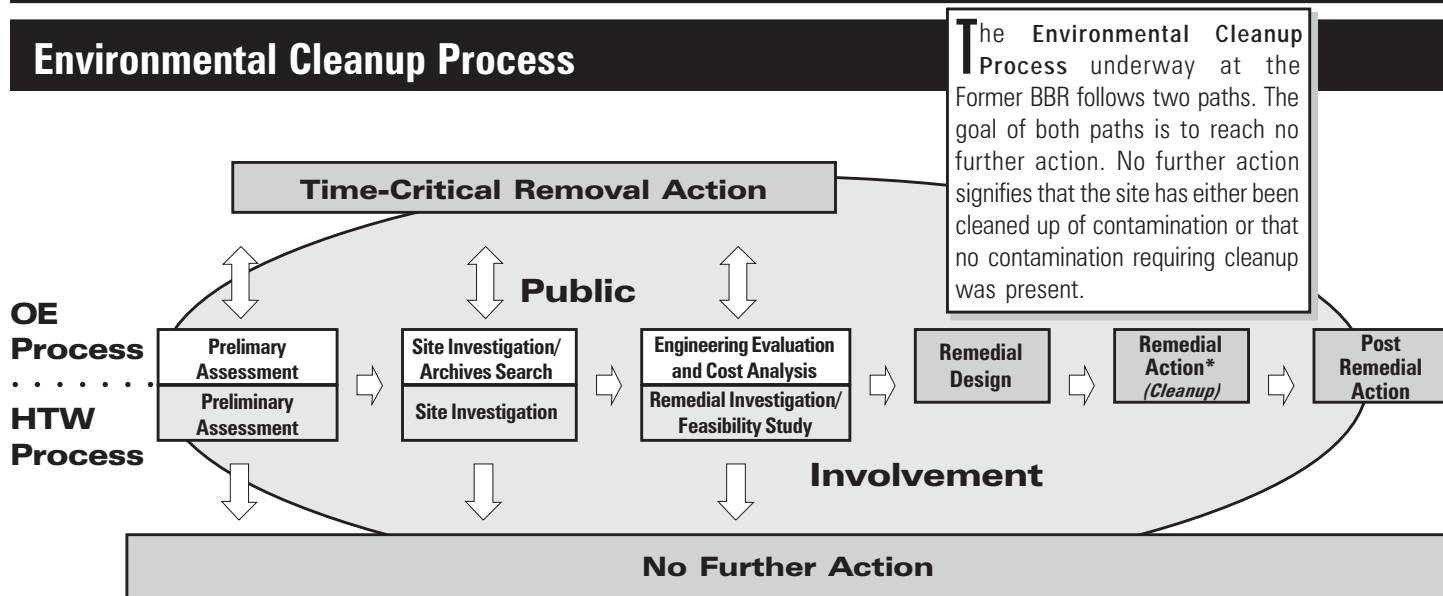 Environmental Cleanup Process
The Environmental Cleanup
Process underway at the
Former BBR follows two paths. The
goal of both paths is to reach no
further action. No further action
signifies that the site has either been
cleaned up of contamination or that
no contamination requiring cleanup
was present.
Time-Critical Removal Action
Public
OE
Process
HTW
Process
Prelimary
Assessment
Preliminary
Assessment
Site Investigation/
Archives Search
Site Investigation
Engineering Evaluation
and Cost Analysis
Remedial Investigation/
Feasibility Study
Remedial
Design
Remedial
Action*
(Cleanup)
Post
Remedial
Action
Involvement
No Further Action